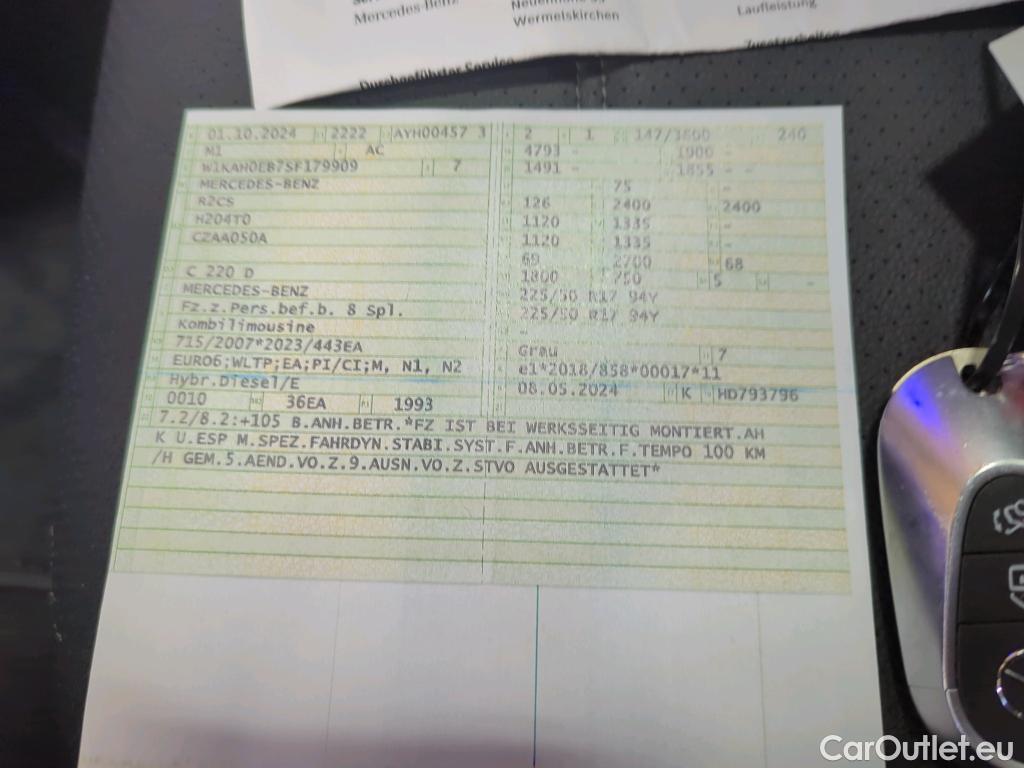 Mercedes-Benz
Wermelskirchen
Laufleistung
Durchgeführter Service
Zusatzarbeiten
01.10.2024 2222 AYH00457 3
M1 AC
W1KAH0EB7SF179909 7
MERCEDES-BENZ
R2CS
H204T0
CZAA050A
C 220 D
MERCEDES-BENZ
Fz.z.Pers.bef.b. 8 Spl.
Kombilimousine
715/2007*2023/443EA
EURO6;WLTP;EA;PI/CI;M, N1, N2
Hybr.Diesel/E
0010 36EA 1993
2 1 147/3600 240
4793 - 1900 -
1491 - 1855 - -
75 -
126 2400 2400
1120 1335 -
1120 1335 -
69 2700 68
1800 750 5 -
225/50 R17 94Y
225/50 R17 94Y
-
Grau 7
e1*2018/858*00017*11
08.05.2024 K HD793796
7.2/8.2:+105 B.ANH.BETR.*FZ IST BEI WERKSSEITIG MONTIERT.AH
K U.ESP M.SPEZ.FAHRDYN.STABI.SYST.F.ANH.BETR.F.TEMPO 100 KM
/H GEM.5.AEND.VO.Z.9.AUSN.VO.Z.STVO AUSGESTATTET*
CarOutlet.eu